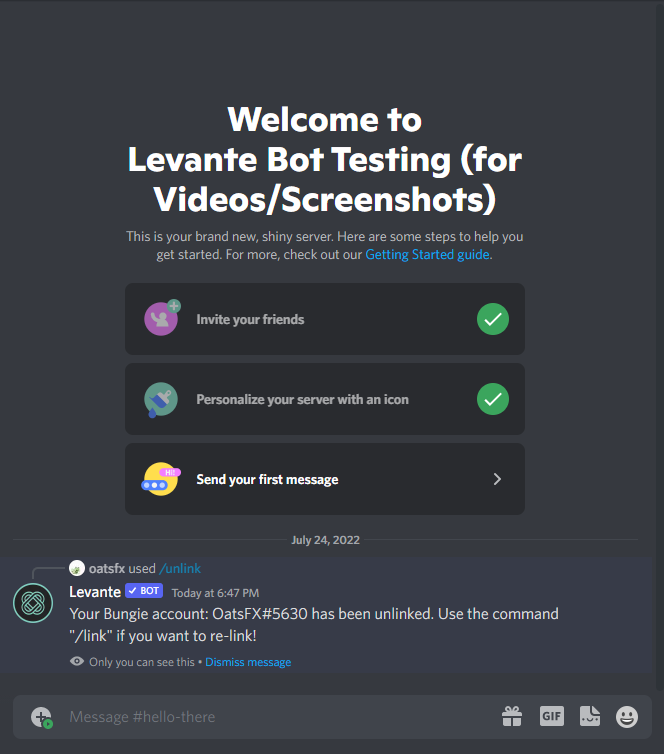 Welcome to
Levante Bot Testing (for
Videos/Screenshots)
This is your brand new, shiny server. Here are some steps to help you
get started. For more, check out our Getting Started guide.
Invite your friends
Personalize your server with an icon
Hi!
Send your first message
July 24, 2022
oatsfx used /unlink
Levante BOT Today at 6:47 PM
Your Bungie account: OatsFX#5630 has been unlinked. Use the command
"/link" if you want to re-link!
Only you can see this • Dismiss message
Message #hello-there
GIF